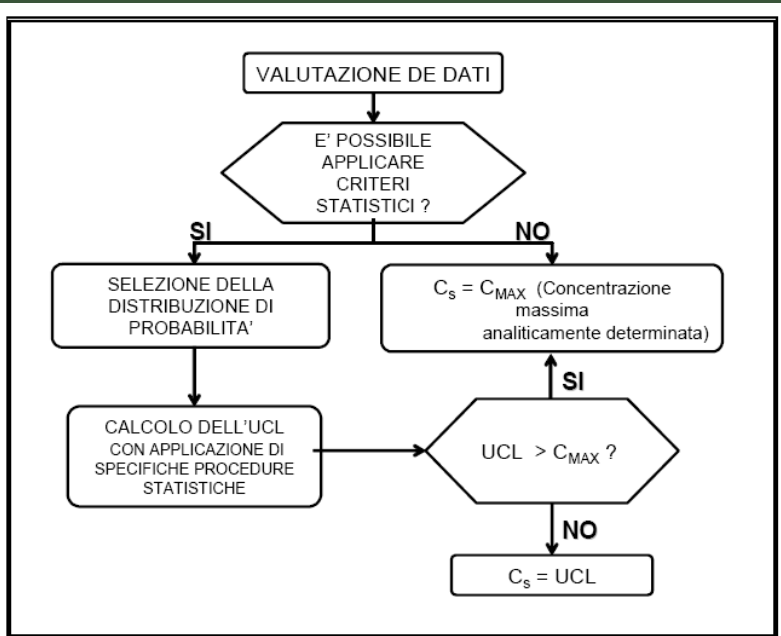 VALUTAZIONE DE DATI
E' POSSIBILE
APPLICARE
CRITERI
STATISTICI ?
SI
NO
SELEZIONE DELLA
DISTRIBUZIONE DI
PROBABILITA'
Cs = CMAX (Concentrazione
massima
analiticamente determinata)
SI
CALCOLO DELL'UCL
CON APPLICAZIONE DI
SPECIFICHE PROCEDURE
STATISTICHE
UCL > CMAX ?
NO
Cs = UCL